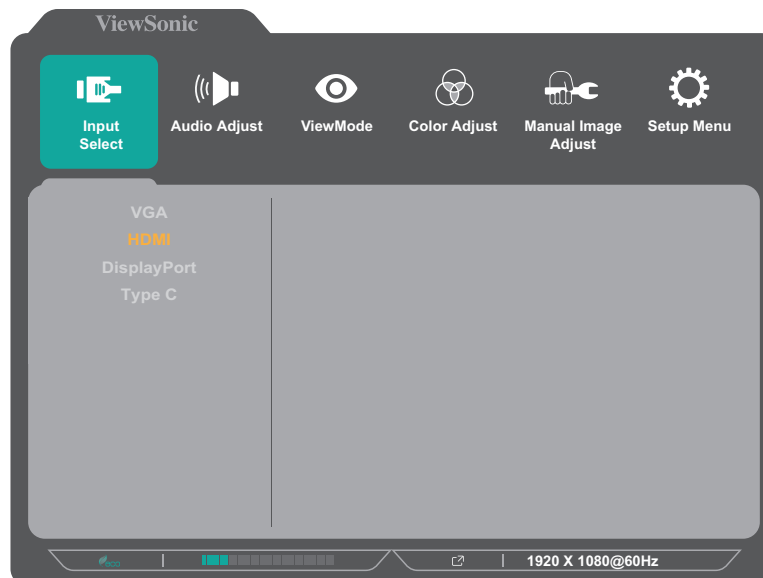 ViewSonic
Input Select
Audio Adjust
ViewMode
Color Adjust
Manual Image Adjust
Setup Menu
VGA
HDMI
DisplayPort
Type C
eco
1920 X 1080@60Hz